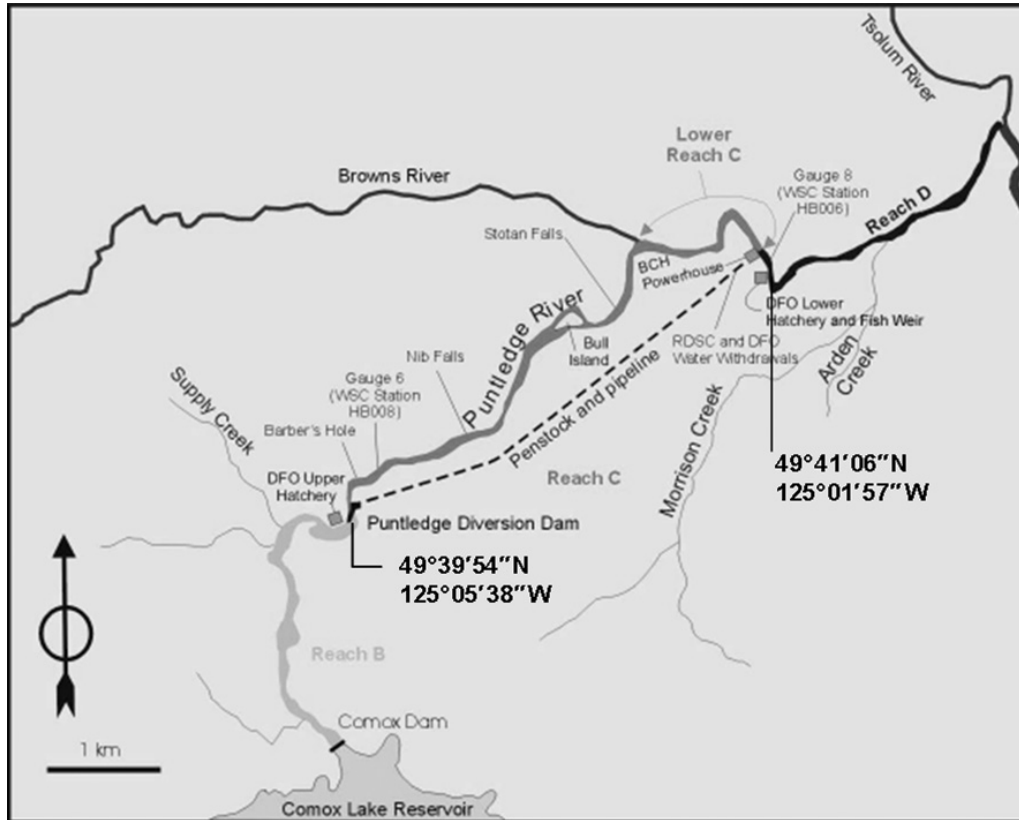 Tsolum River
Lower
Reach C
Browns River
Gauge 8
(WSC Station
HB006)
Reach D
Stotan Falls
BCH
Powerhouse
DFO Lower
Hatchery and Fish Weir
Puntledge River
Bull
Island
RDSC and DFO
Water Withdrawals
Arden
Creek
Nib Falls
Gauge 6
(WSC Station
HB008)
Supply Creek
Barber's Hole
Penstock and pipeline
Morrison Creek
49°41′06″N
125°01′57″W
DFO Upper
Hatchery
Reach C
Puntledge Diversion Dam
49°39′54″N
125°05′38″W
Reach B
Comox Dam
1 km
Comox Lake Reservoir